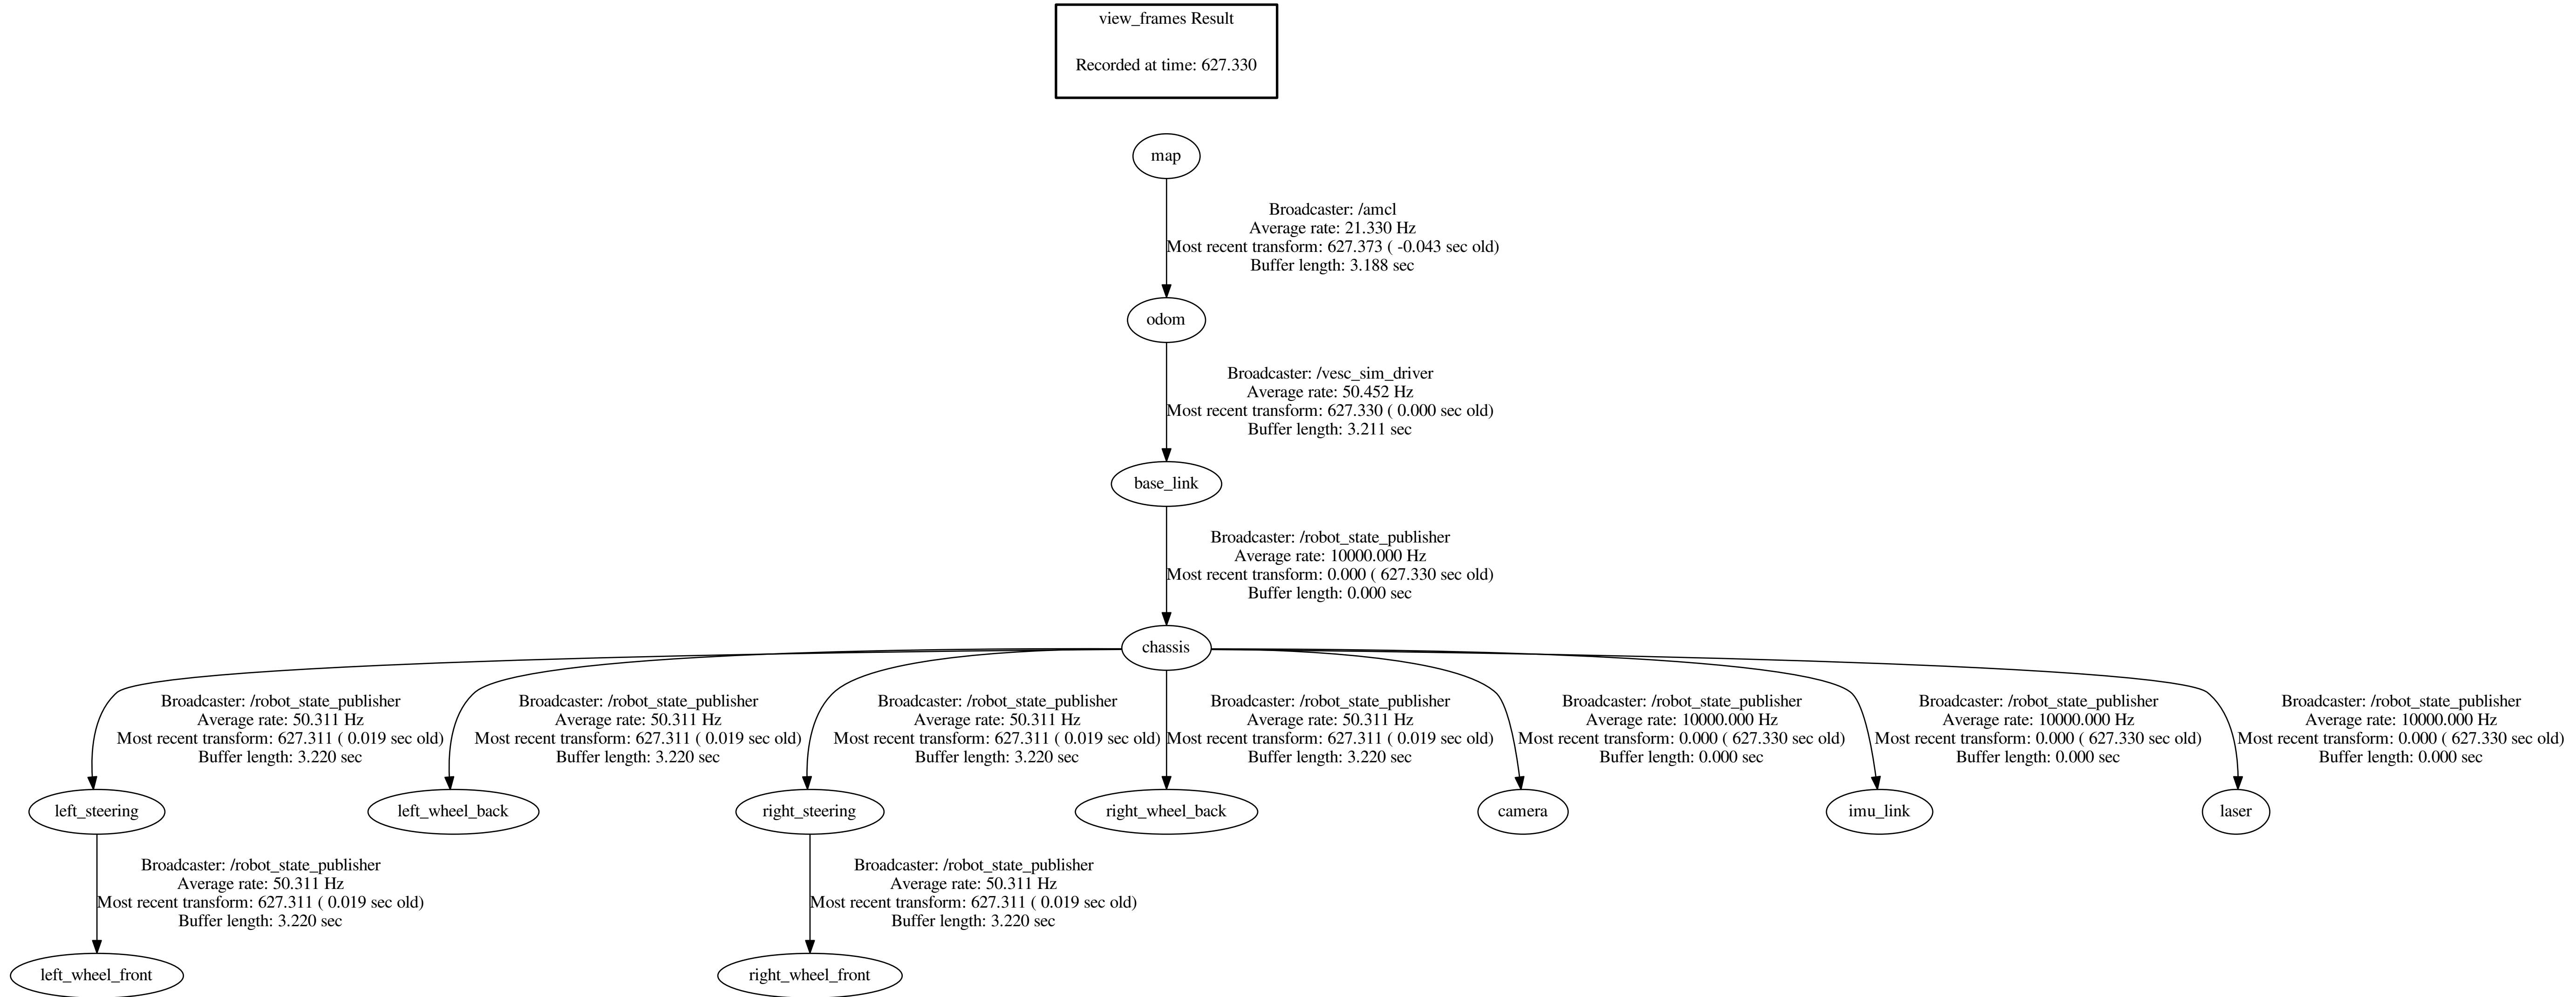 view_frames Result
Recorded at time: 627.330
map
Broadcaster: /amcl
Average rate: 21.330 Hz
Most recent transform: 627.373 ( -0.043 sec old)
Buffer length: 3.188 sec
odom
Broadcaster: /vesc_sim_driver
Average rate: 50.452 Hz
Most recent transform: 627.330 ( 0.000 sec old)
Buffer length: 3.211 sec
base_link
Broadcaster: /robot_state_publisher
Average rate: 10000.000 Hz
Most recent transform: 0.000 ( 627.330 sec old)
Buffer length: 0.000 sec
chassis
Broadcaster: /robot_state_publisher
Average rate: 50.311 Hz
Most recent transform: 627.311 ( 0.019 sec old)
Buffer length: 3.220 sec
Broadcaster: /robot_state_publisher
Average rate: 50.311 Hz
Most recent transform: 627.311 ( 0.019 sec old)
Buffer length: 3.220 sec
Broadcaster: /robot_state_publisher
Average rate: 50.311 Hz
Most recent transform: 627.311 ( 0.019 sec old)
Buffer length: 3.220 sec
Broadcaster: /robot_state_publisher
Average rate: 50.311 Hz
Most recent transform: 627.311 ( 0.019 sec old)
Buffer length: 3.220 sec
Broadcaster: /robot_state_publisher
Average rate: 10000.000 Hz
Most recent transform: 0.000 ( 627.330 sec old)
Buffer length: 0.000 sec
Broadcaster: /robot_state_publisher
Average rate: 10000.000 Hz
Most recent transform: 0.000 ( 627.330 sec old)
Buffer length: 0.000 sec
Broadcaster: /robot_state_publisher
Average rate: 10000.000 Hz
Most recent transform: 0.000 ( 627.330 sec old)
Buffer length: 0.000 sec
left_steering
left_wheel_back
right_steering
right_wheel_back
camera
imu_link
laser
Broadcaster: /robot_state_publisher
Average rate: 50.311 Hz
Most recent transform: 627.311 ( 0.019 sec old)
Buffer length: 3.220 sec
Broadcaster: /robot_state_publisher
Average rate: 50.311 Hz
Most recent transform: 627.311 ( 0.019 sec old)
Buffer length: 3.220 sec
left_wheel_front
right_wheel_front